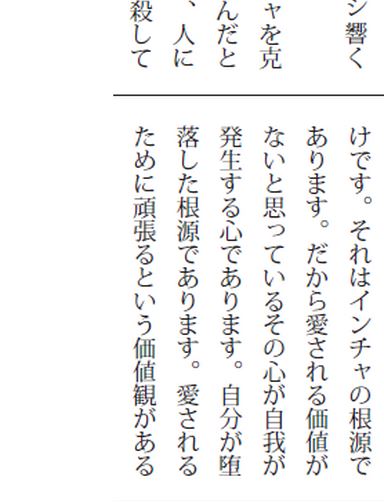 シ響く
ャを克
んだと
、人に
殺して
けです。それはインチャの根源で
あります。だから愛される価値が
ないと思っているその心が自我が
発生する心であります。自分が堕
落した根源であります。愛される
ために頑張るという価値観がある